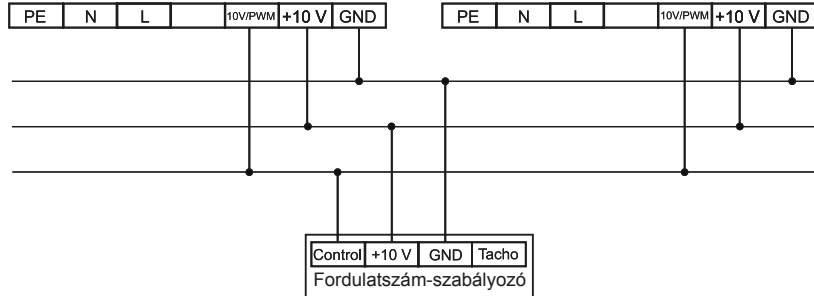 PE N L 10V/PWM +10 V GND
PE N L 10V/PWM +10 V GND
Control +10 V GND Tacho
Fordulatszám-szabályozó